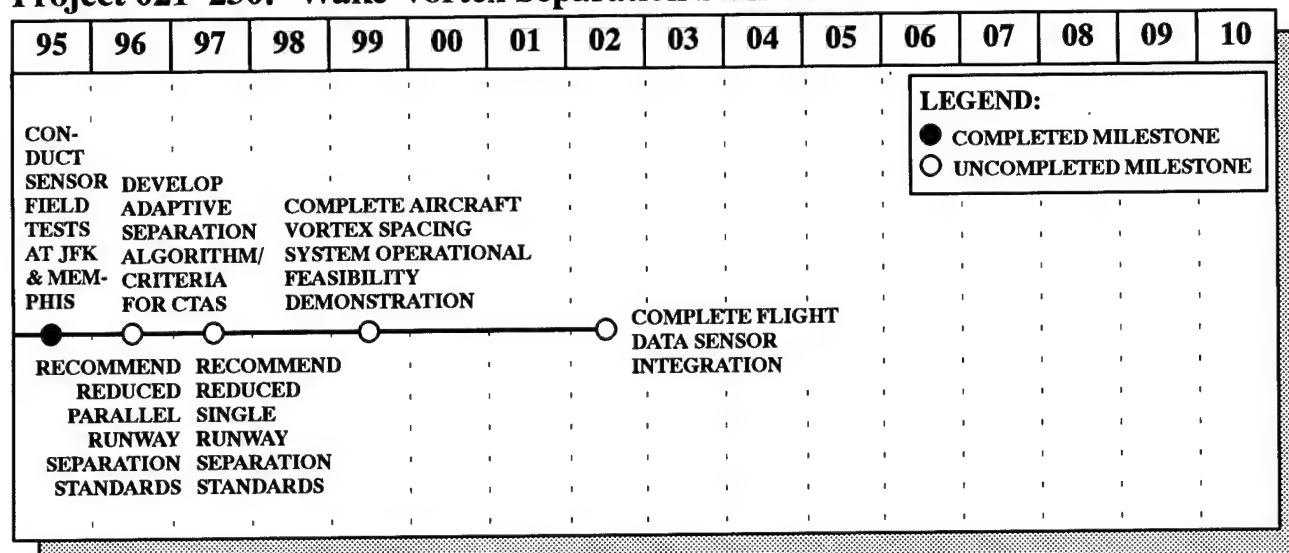 95 96 97 98 99 00 01 02 03 04 05 06 07 08 09 10
LEGEND:
COMPLETED MILESTONE
UNCOMPLETED MILESTONE
CON-
DUCT
SENSOR
FIELD
TESTS
AT JFK
& MEM-
PHIS
DEVELOP
ADAPTIVE
SEPARATION
ALGORITHM/
CRITERIA
FOR CTAS
COMPLETE AIRCRAFT
VORTEX SPACING
SYSTEM OPERATIONAL
FEASIBILITY
DEMONSTRATION
COMPLETE FLIGHT
DATA SENSOR
INTEGRATION
RECOMMEND
REDUCED
PARALLEL
RUNWAY
SEPARATION
STANDARDS
RECOMMEND
REDUCED
SINGLE
RUNWAY
SEPARATION
STANDARDS